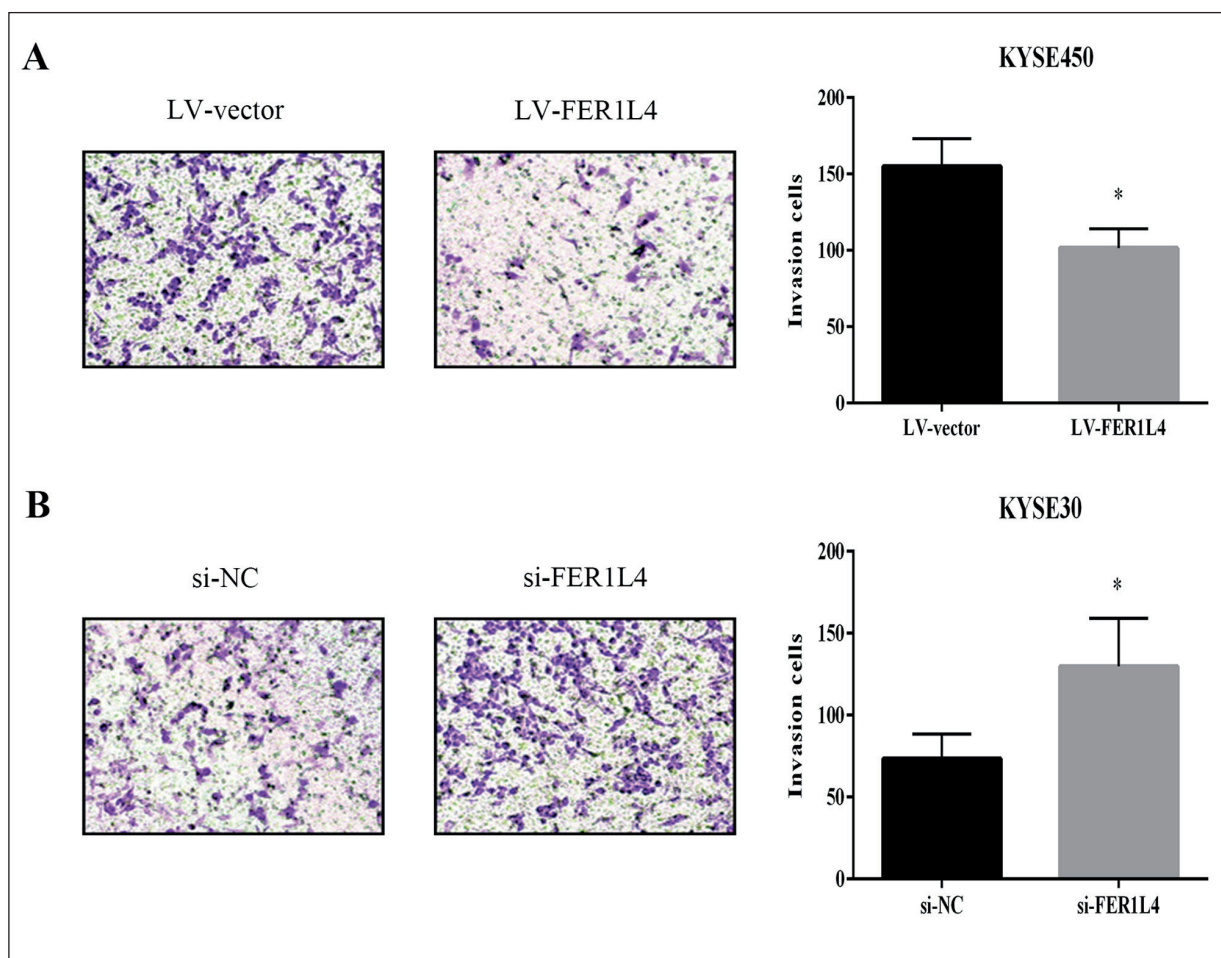 A
LV-vector
LV-FER1L4
KYSE450
Invasion cells
200
150
100
50
0
*
LV-vector
LV-FER1L4
B
si-NC
si-FER1L4
KYSE30
Invasion cells
200
150
100
50
0
*
si-NC
si-FER1L4